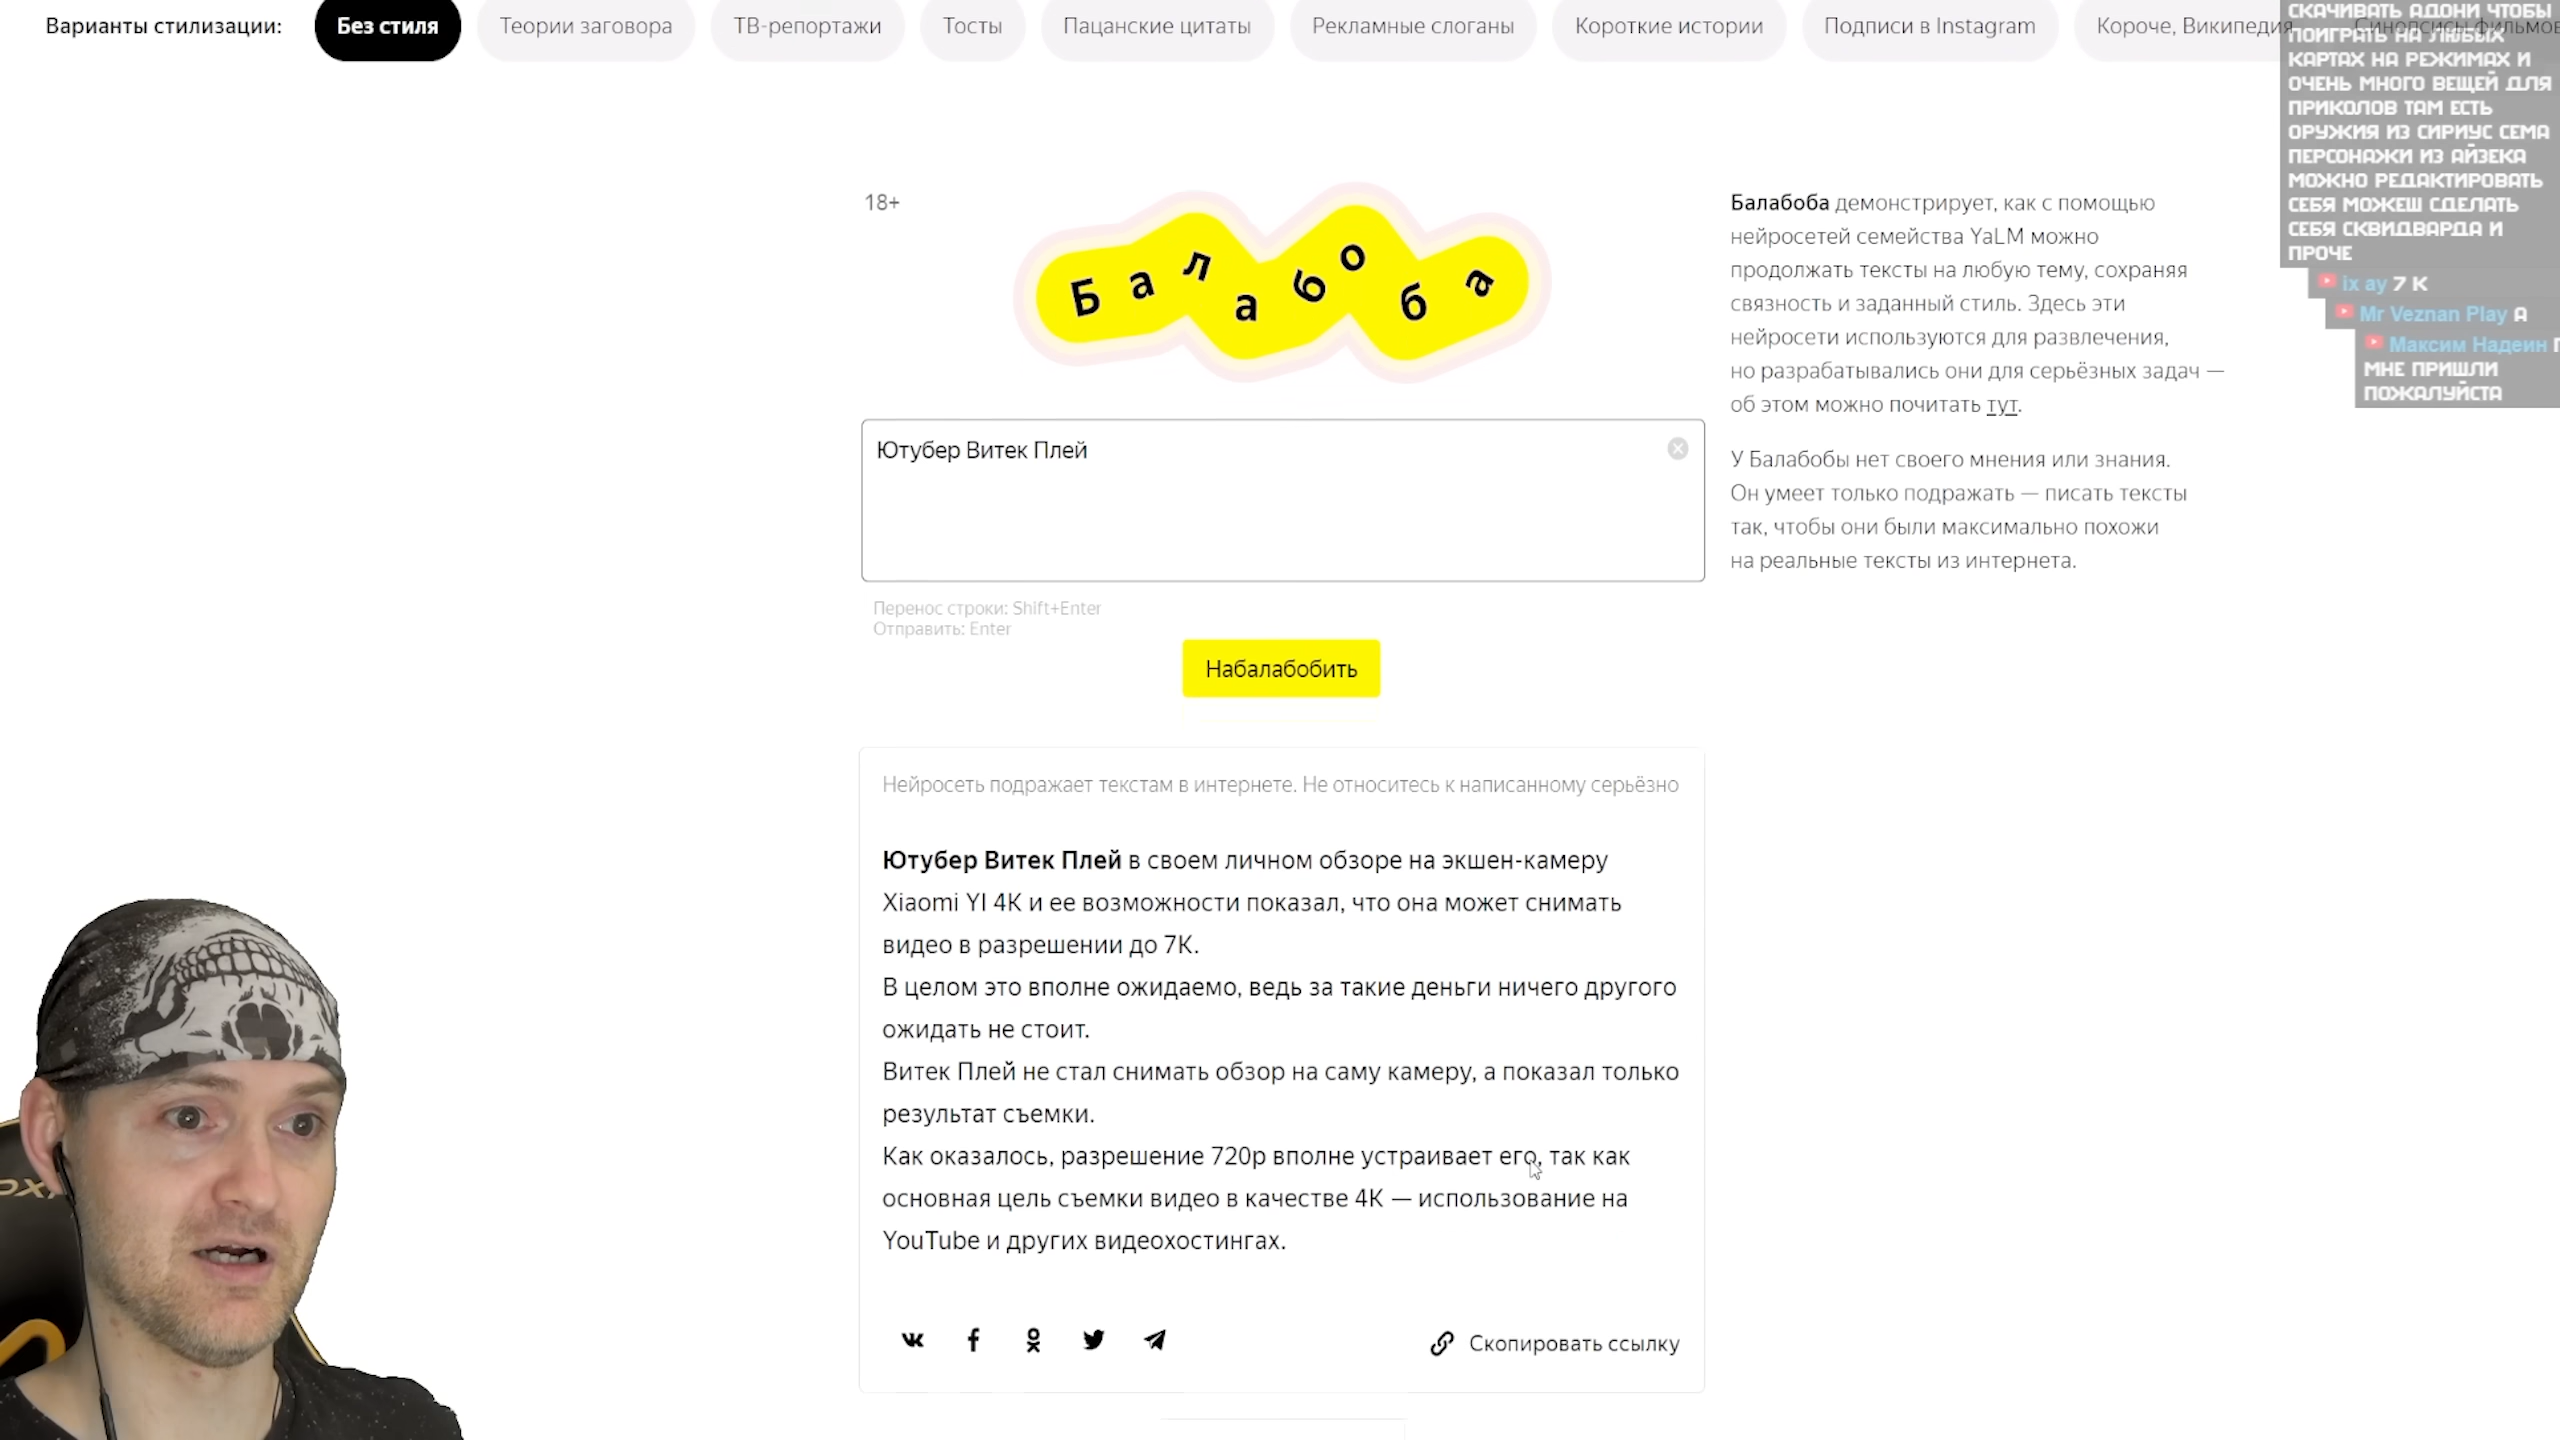 Варианты стилизации: Без стиля Теории заговора ТВ-репортажи Тосты Пацанские цитаты Рекламные слоганы Короткие истории Подписи в Instagram Короче, Википедия
18+
Балабоба
Ютубер Витек Плей
Перенос строки: Shift+Enter
Отправить: Enter
Набалабобить
Балабоба демонстрирует, как с помощью
нейросетей семейства YaLM можно
продолжать тексты на любую тему, сохраняя
связность и заданный стиль. Здесь эти
нейросети используются для развлечения,
но разрабатывались они для серьёзных задач —
об этом можно почитать тут.
У Балабобы нет своего мнения или знания.
Он умеет только подражать — писать тексты
так, чтобы они были максимально похожи
на реальные тексты из интернета.
СКАЧИВАТЬ АДОНИ ЧТОБЫ
ПОИГРАТЬ НА ЛЮБЫХ
КАРТАХ НА РЕЖИМАХ И
ОЧЕНЬ МНОГО ВЕЩЕЙ ДЛЯ
ПРИКОЛОВ ТАМ ЕСТЬ
ОРУЖИЯ ИЗ СИРИУС СЕМА
ПЕРСОНАЖИ ИЗ АЙЗЕКА
МОЖНО РЕДАКТИРОВАТЬ
СЕБЯ МОЖЕШ СДЕЛАТЬ
СЕБЯ СКВИДВАРДА И
ПРОЧЕ
ix ay 7 К
Mr Veznan Play А
Максим Надеин
МНЕ ПРИШЛИ
ПОЖАЛУЙСТА
Нейросеть подражает текстам в интернете. Не относитесь к написанному серьёзно
Ютубер Витек Плей в своем личном обзоре на экшен-камеру
Xiaomi YI 4K и ее возможности показал, что она может снимать
видео в разрешении до 7К.
В целом это вполне ожидаемо, ведь за такие деньги ничего другого
ожидать не стоит.
Витек Плей не стал снимать обзор на саму камеру, а показал только
результат съемки.
Как оказалось, разрешение 720р вполне устраивает его, так как
основная цель съемки видео в качестве 4К — использование на
YouTube и других видеохостингах.
Скопировать ссылку